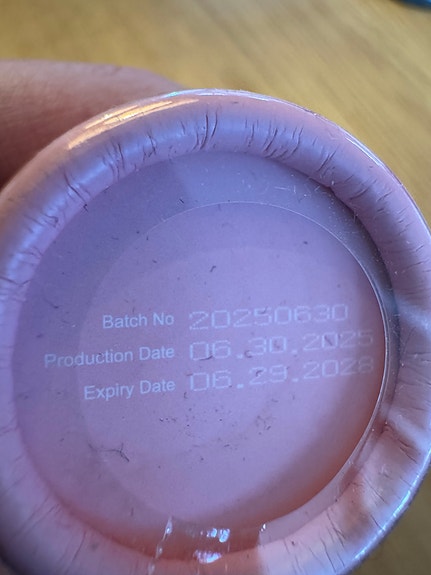 Batch No 20250630
Production Date 06.30.2025
Expiry Date 06.29.2028